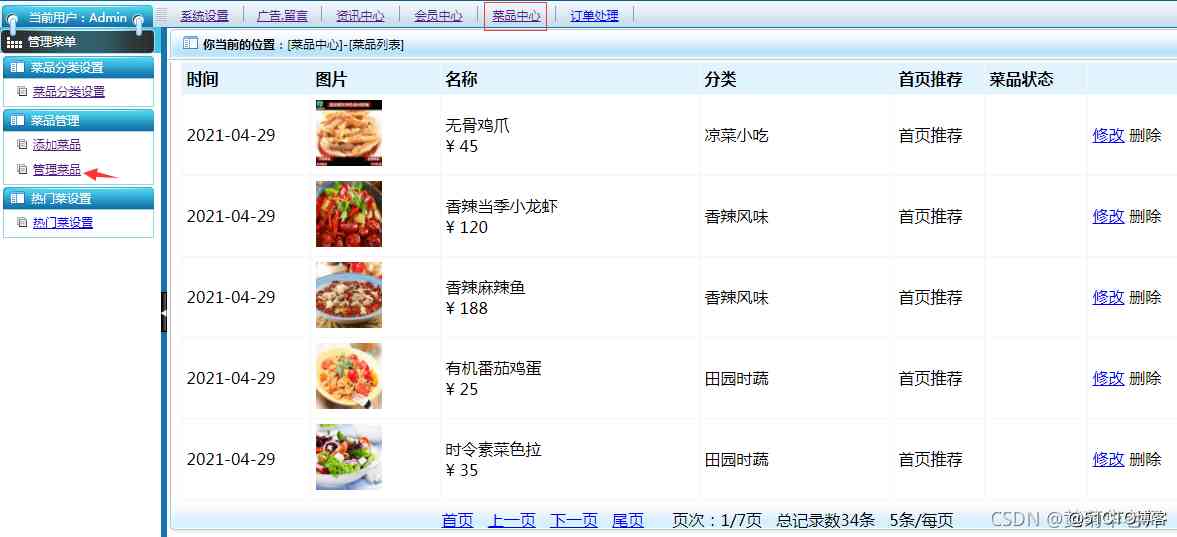 当前用户：Admin
系统设置 广告.留言 资讯中心 会员中心 菜品中心 订单处理
管理菜单
你当前的位置：[菜品中心]-[菜品列表]
菜品分类设置
菜品分类设置
菜品管理
添加菜品
管理菜品
热门菜设置
热门菜设置
时间 图片 名称 分类 首页推荐 菜品状态
2021-04-29 无骨鸡爪 凉菜小吃 首页推荐 修改 删除
¥ 45
2021-04-29 香辣当季小龙虾 香辣风味 首页推荐 修改 删除
¥ 120
2021-04-29 香辣麻辣鱼 香辣风味 首页推荐 修改 删除
¥ 188
2021-04-29 有机番茄鸡蛋 田园时蔬 首页推荐 修改 删除
¥ 25
2021-04-29 时令素菜色拉 田园时蔬 首页推荐 修改 删除
¥ 35
首页 上一页 下一页 尾页 页次：1/7页 总记录数34条 5条/每页
CSDN @
@51CTO博客